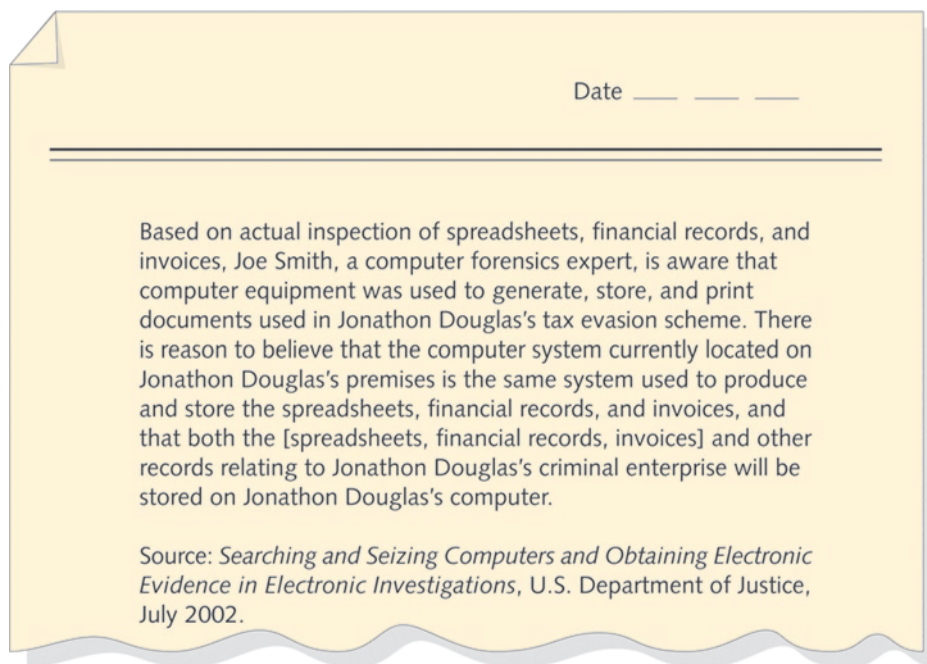 Date ___ ___ ___
Based on actual inspection of spreadsheets, financial records, and
invoices, Joe Smith, a computer forensics expert, is aware that
computer equipment was used to generate, store, and print
documents used in Jonathon Douglas’s tax evasion scheme. There
is reason to believe that the computer system currently located on
Jonathon Douglas’s premises is the same system used to produce
and store the spreadsheets, financial records, and invoices, and
that both the [spreadsheets, financial records, invoices] and other
records relating to Jonathon Douglas’s criminal enterprise will be
stored on Jonathon Douglas’s computer.
Source: Searching and Seizing Computers and Obtaining Electronic
Evidence in Electronic Investigations, U.S. Department of Justice,
July 2002.